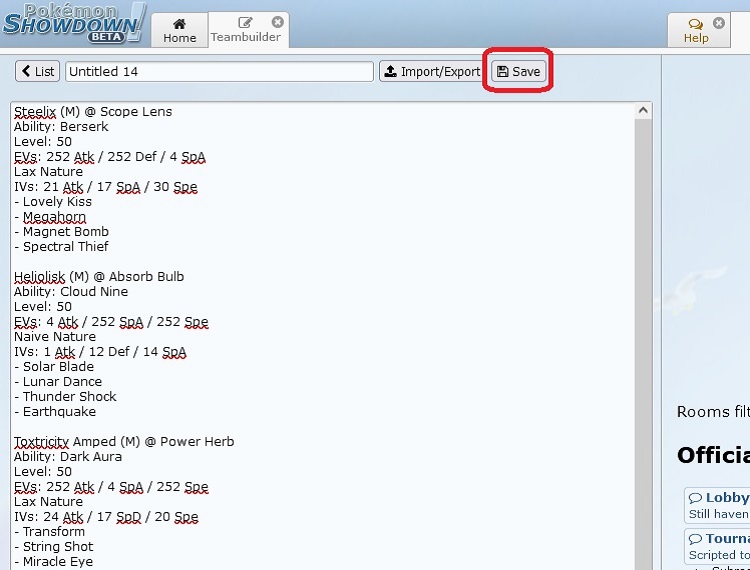 Pokémon
SHOWDOWN!
BETA
Home
Teambuilder
Help
List
Untitled 14
Import/Export
Save
Steelix (M) @ Scope Lens
Ability: Berserk
Level: 50
EVs: 252 Atk / 252 Def / 4 SpA
Lax Nature
IVs: 21 Atk / 17 SpA / 30 Spe
- Lovely Kiss
- Megahorn
- Magnet Bomb
- Spectral Thief
Heliolisk (M) @ Absorb Bulb
Ability: Cloud Nine
Level: 50
EVs: 4 Atk / 252 SpA / 252 Spe
Naive Nature
IVs: 1 Atk / 12 Def / 14 SpA
- Solar Blade
- Lunar Dance
- Thunder Shock
- Earthquake
Toxtricity Amped (M) @ Power Herb
Ability: Dark Aura
Level: 50
EVs: 252 Atk / 4 SpA / 252 Spe
Lax Nature
IVs: 24 Atk / 17 SpD / 20 Spe
- Transform
- String Shot
- Miracle Eye
Rooms filt
Officia
Lobby
Still haven
Tourna
Scripted to